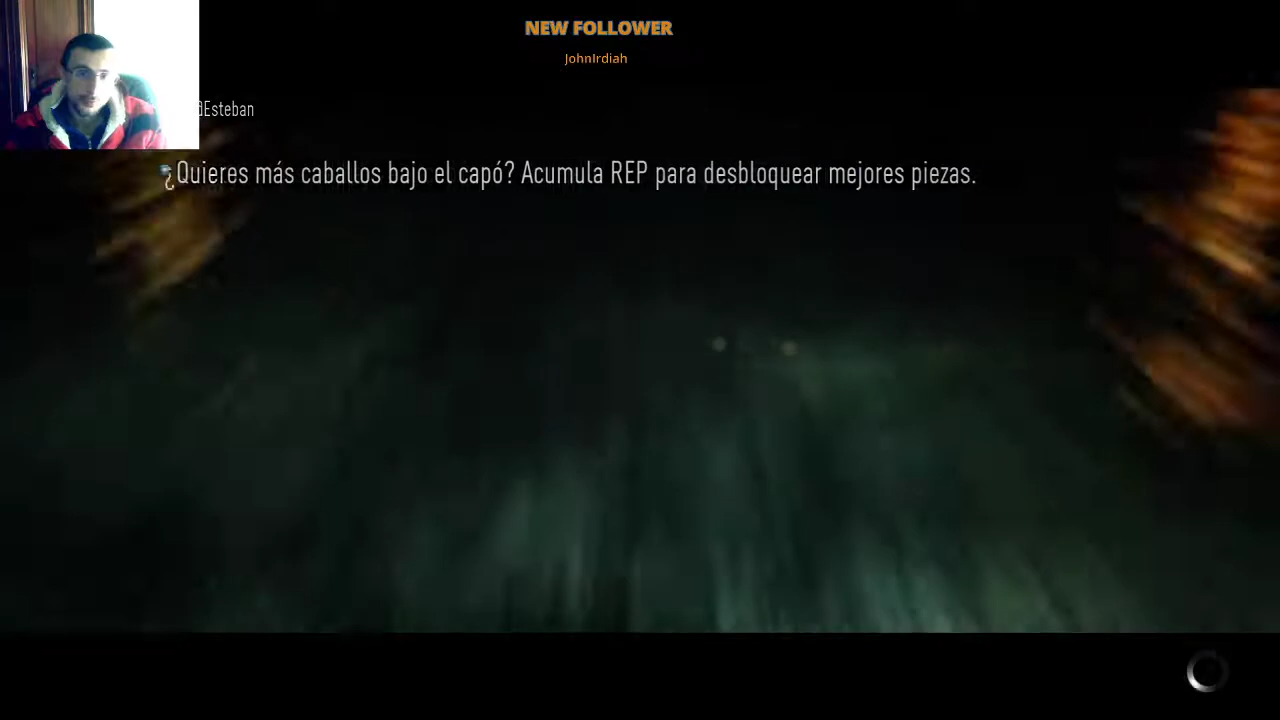 NEW FOLLOWER
JohnIrdiah
@Esteban
¿Quieres más caballos bajo el capó? Acumula REP para desbloquear mejores piezas.